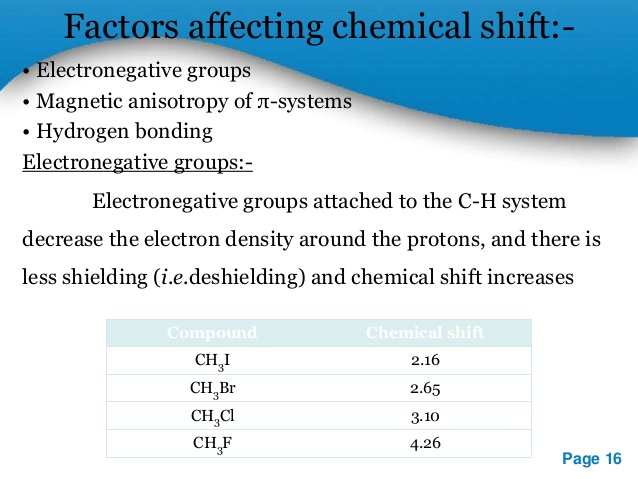 Factors affecting chemical shift:-
• Electronegative groups
• Magnetic anisotropy of π-systems
• Hydrogen bonding
Electronegative groups:-
Electronegative groups attached to the C-H system
decrease the electron density around the protons, and there is
less shielding (i.e.deshielding) and chemical shift increases
Compound Chemical shift
CH₃I 2.16
CH₃Br 2.65
CH₃Cl 3.10
CH₃F 4.26
Page 16